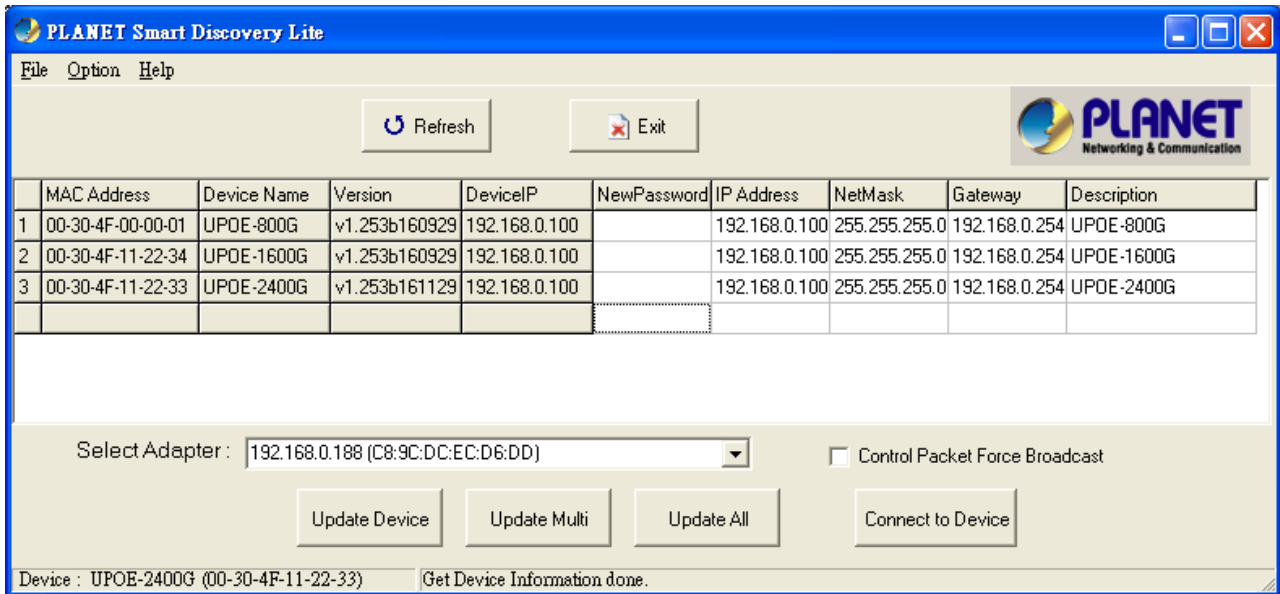 PLANET Smart Discovery Lite
File Option Help
Refresh Exit
PLANET
Networking & Communication
MAC Address Device Name Version DeviceIP NewPassword IP Address NetMask Gateway Description
1 00-30-4F-00-00-01 UPOE-800G v1.253b160929 192.168.0.100 192.168.0.100 255.255.255.0 192.168.0.254 UPOE-800G
2 00-30-4F-11-22-34 UPOE-1600G v1.253b160929 192.168.0.100 192.168.0.100 255.255.255.0 192.168.0.254 UPOE-1600G
3 00-30-4F-11-22-33 UPOE-2400G v1.253b161129 192.168.0.100 192.168.0.100 255.255.255.0 192.168.0.254 UPOE-2400G
Select Adapter : 192.168.0.188 (C8:9C:DC:EC:D6:DD) Control Packet Force Broadcast
Update Device Update Multi Update All Connect to Device
Device : UPOE-2400G (00-30-4F-11-22-33) Get Device Information done.